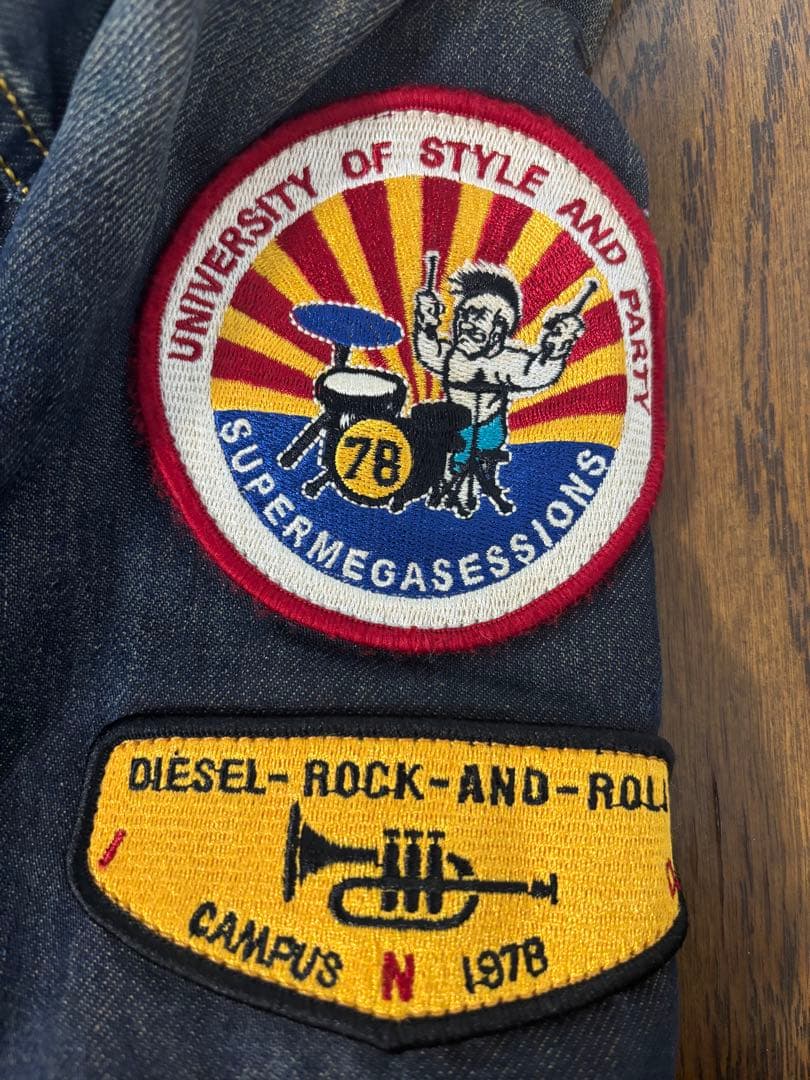 UNIVERSITY OF STYLE AND PARTY
78
SUPERMEGASESSIONS
DIESEL-ROCK-AND-ROLL
CAMPUS N 1978